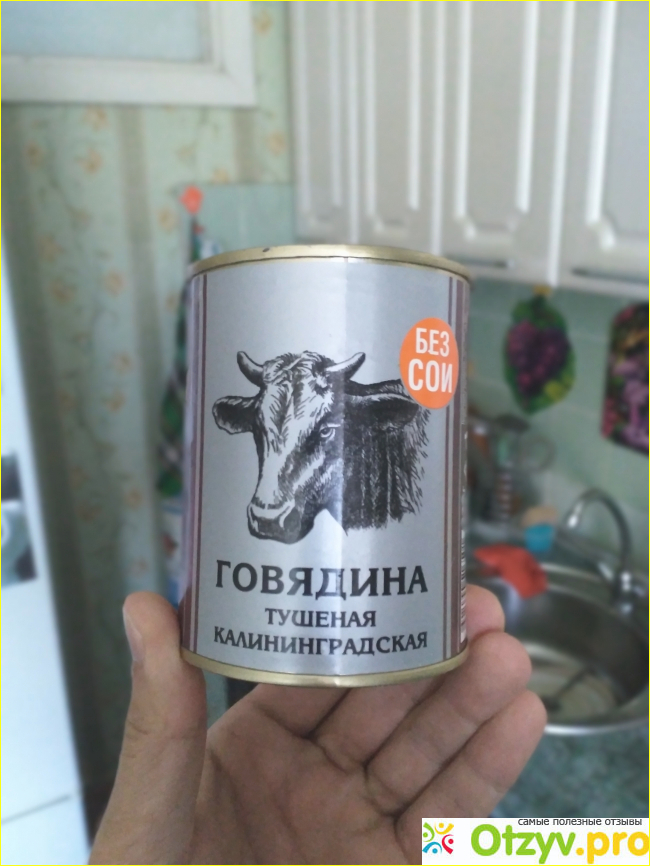 БЕЗ
СОИ
ГОВЯДИНА
ТУШЕНАЯ
КАЛИНИНГРАДСКАЯ
самые полезные отзывы
Otzyv.pro